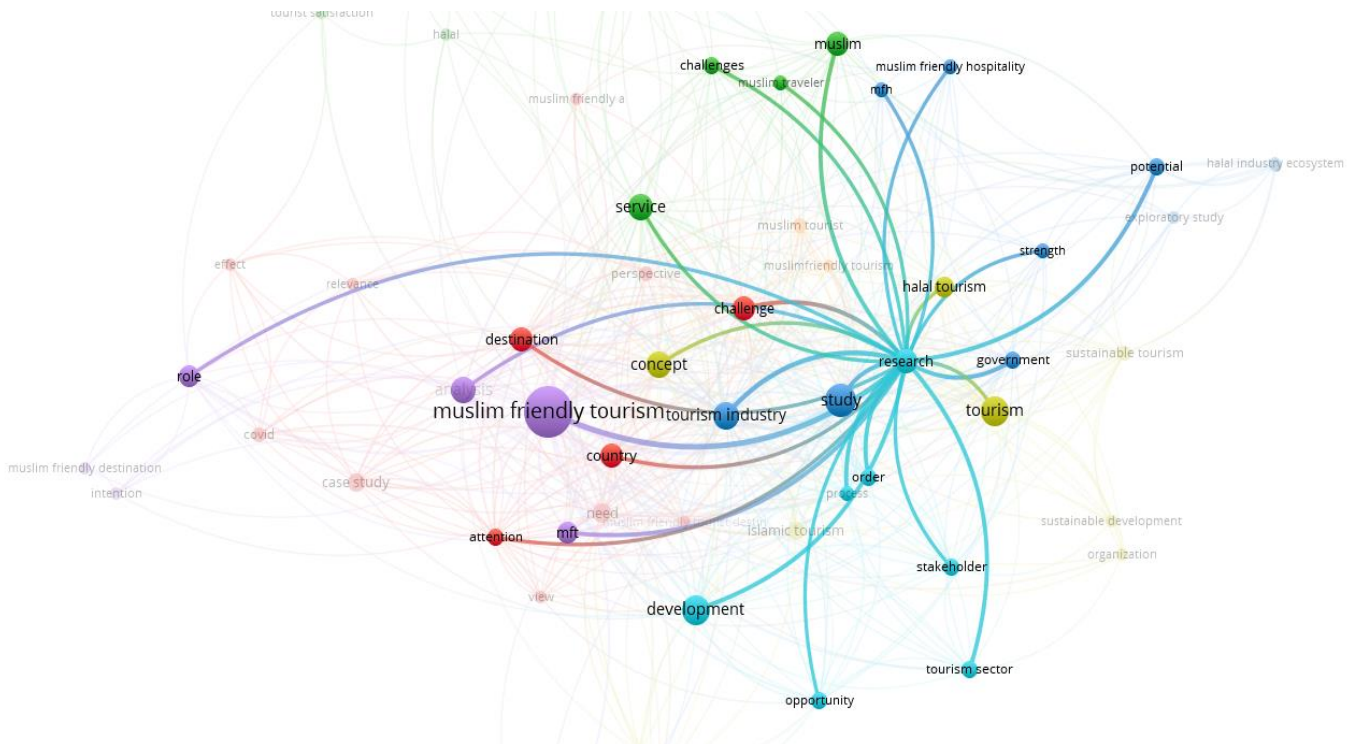 tourist satisfaction
halal
muslim
challenges
muslim friendly hospitality
muslim traveler
mfh
muslim friendly a
potential
halal industry ecosystem
service
exploratory study
muslim tourist
strength
effect
muslimfriendly tourism
perspective
relevance
halal tourism
challenge
destination
sustainable tourism
research
government
concept
role
analysis
study
muslim friendly tourism
tourism industry
tourism
covid
country
muslim friendly destination
order
case study
intention
process
need
sustainable development
mft
islamic tourism
attention
organization
stakeholder
view
development
tourism sector
opportunity